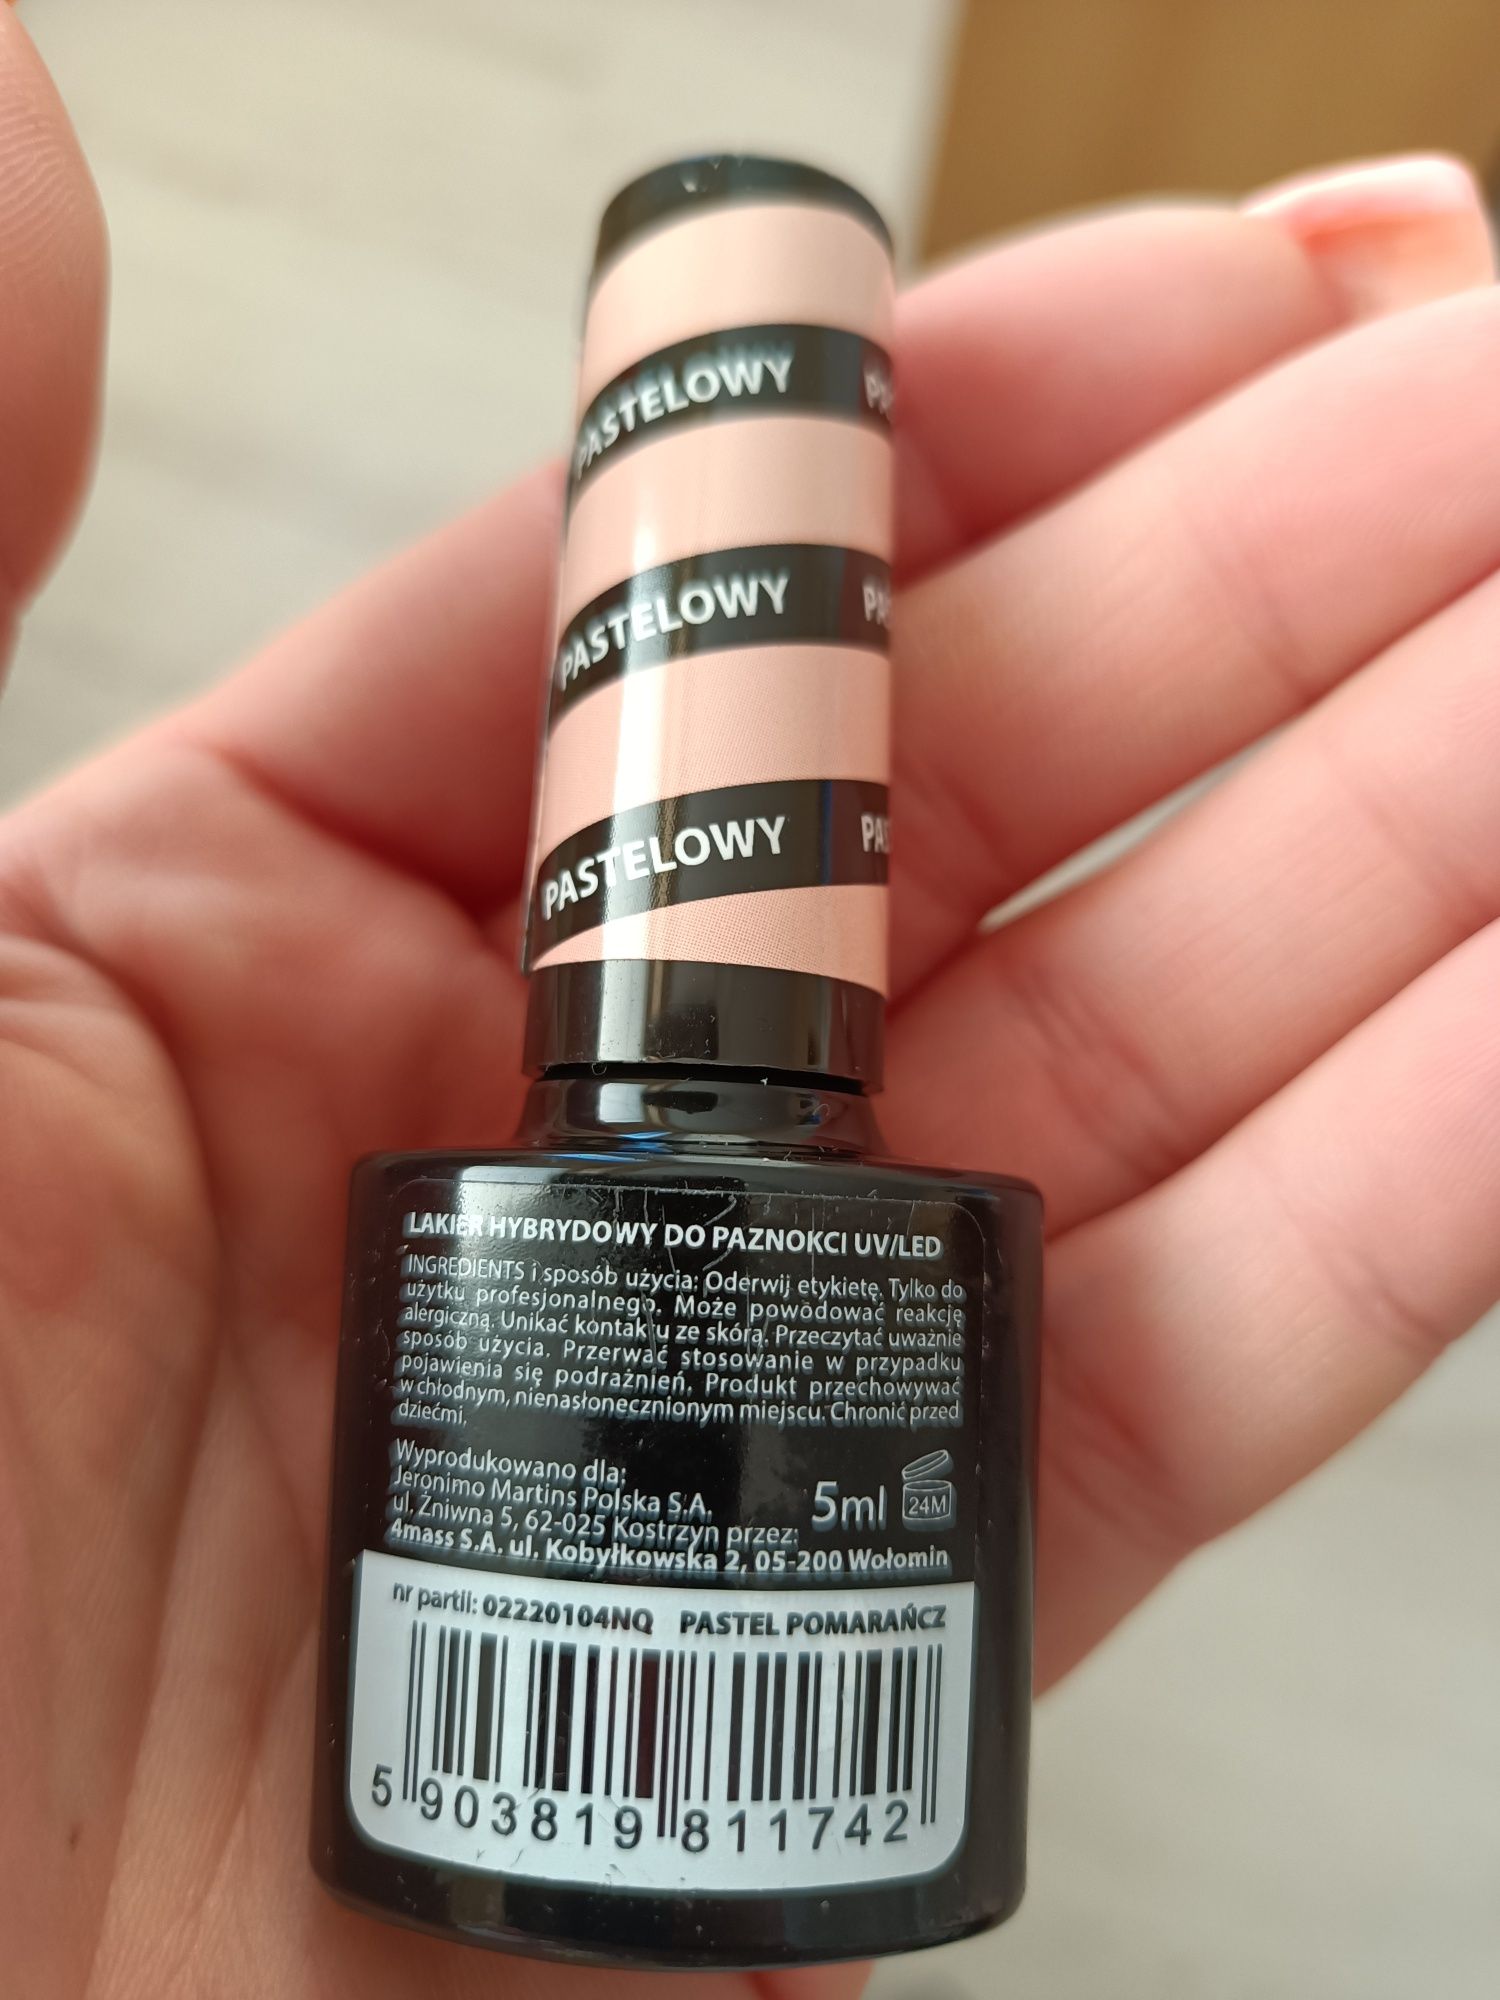 PASTELOWY
PASTELOWY
PASTELOWY
LAKIER HYBRYDOWY DO PAZNOKCI UV/LED
INGREDIENTS i sposób użycia: Oderwij etykietę. Tylko do
użytku profesjonalnego. Może powodować reakcję
alergiczną. Unikać kontaktu ze skórą. Przeczytać uważnie
sposób użycia. Przerwać stosowanie w przypadku
pojawienia się podrażnień. Produkt przechowywać
w chłodnym, nienasłonecznionym miejscu. Chronić przed
dziećmi.
Wyprodukowano dla:
Jeronimo Martins Polska S.A.
ul. Żniwna 5, 62-025 Kostrzyn przez:
4mass S.A. ul. Kobyłkowska 2, 05-200 Wołomin
5ml
24M
nr partii: 02220104NQ PASTEL POMARAŃCZ
5 903819 811742